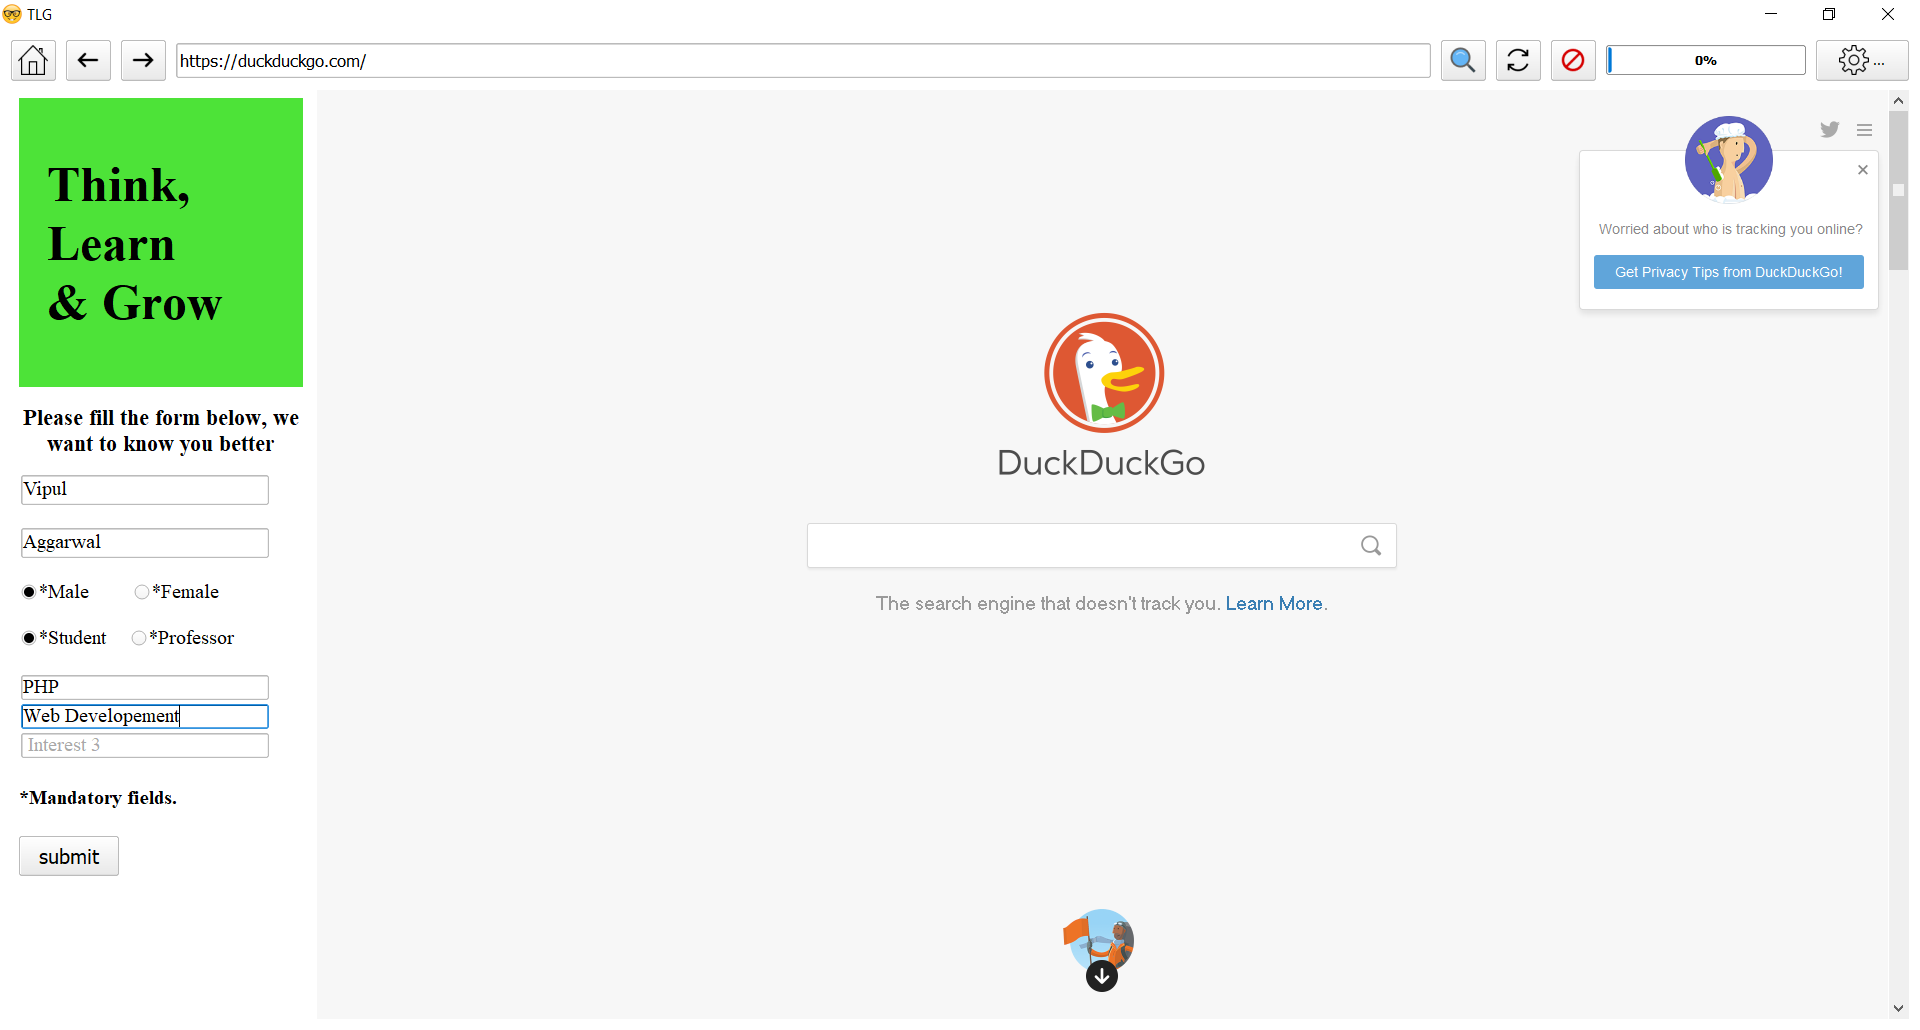 TLG
https://duckduckgo.com/
0%
...
Think,
Learn
& Grow
Please fill the form below, we
want to know you better
Vipul
Aggarwal
*Male *Female
*Student *Professor
PHP
Web Developement
Interest 3
*Mandatory fields.
submit
Worried about who is tracking you online?
Get Privacy Tips from DuckDuckGo!
DuckDuckGo
The search engine that doesn't track you. Learn More.